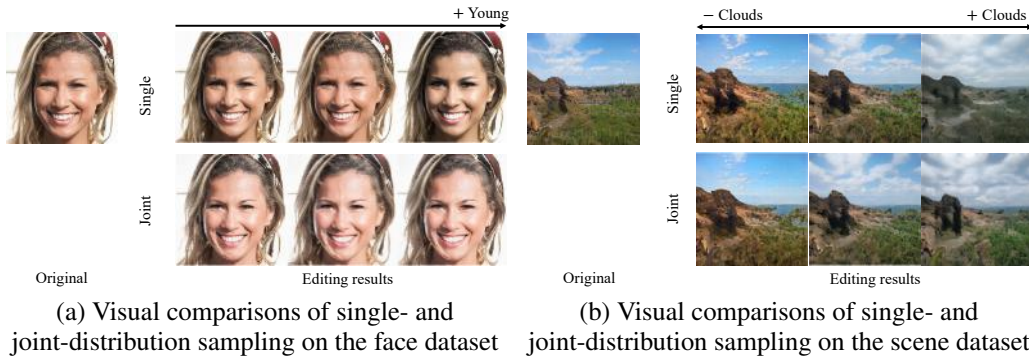 + Young
Single
Joint
Original
Editing results
(a) Visual comparisons of single- and
joint-distribution sampling on the face dataset
− Clouds
+ Clouds
Single
Joint
Original
Editing results
(b) Visual comparisons of single- and
joint-distribution sampling on the scene dataset